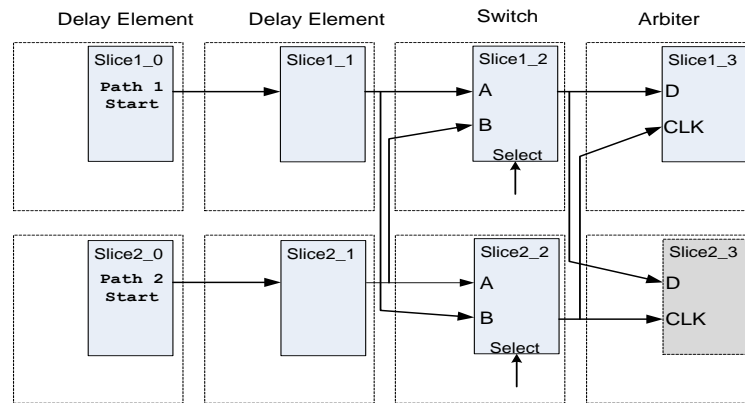 Delay Element
Delay Element
Switch
Arbiter
Slice1_0
Path 1
Start
Slice1_1
Slice1_2
A
B
Select
Slice1_3
D
CLK
Slice2_0
Path 2
Start
Slice2_1
Slice2_2
A
B
Select
Slice2_3
D
CLK